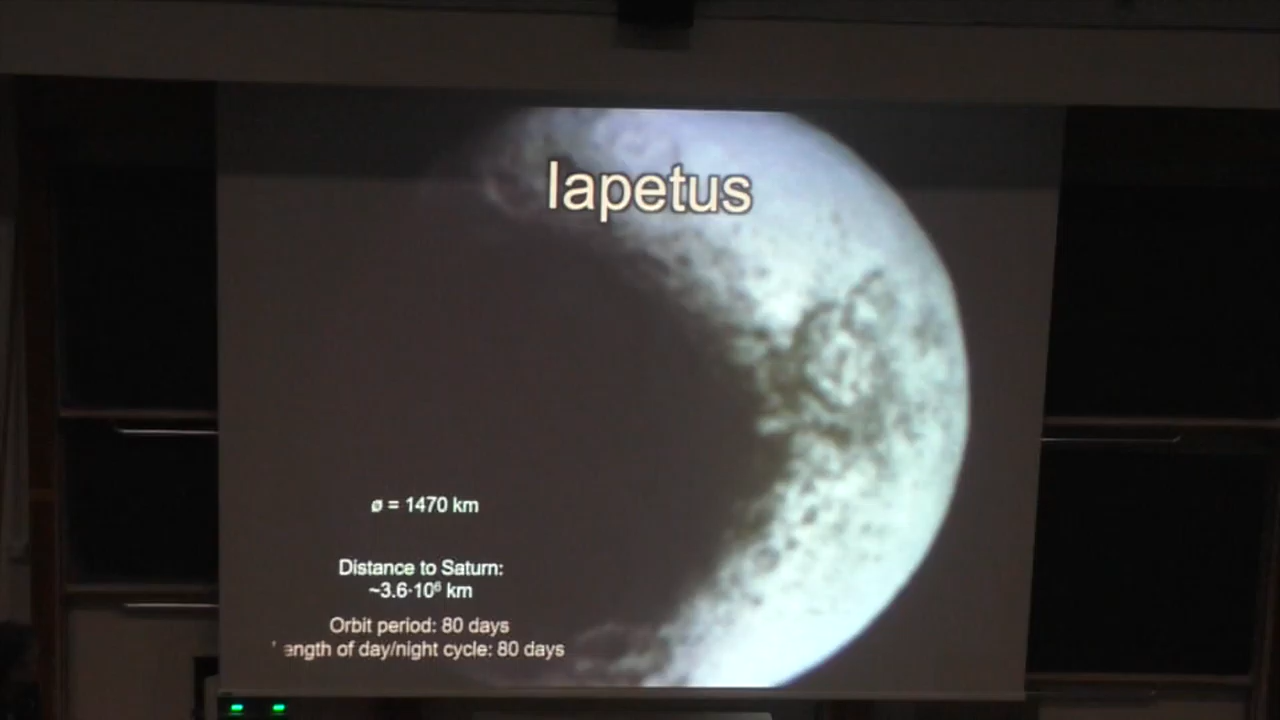 Iapetus
ø = 1470 km
Distance to Saturn:
~3.6·10⁶ km
Orbit period: 80 days
ength of day/night cycle: 80 days